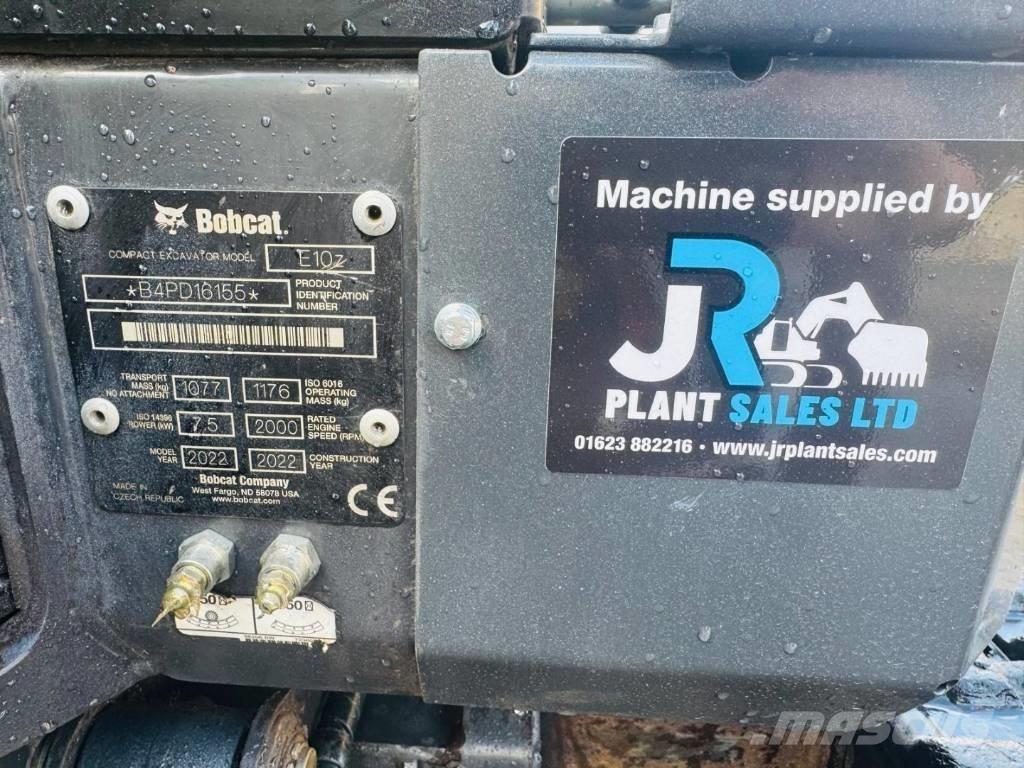 Bobcat.
COMPACT EXCAVATOR MODEL E10z
*B4PD16155* PRODUCT IDENTIFICATION NUMBER
TRANSPORT MASS (kg) NO ATTACHMENT 1077 1176 ISO 6016 OPERATING MASS (kg)
ISO 14396 POWER (kW) 7.5 2000 RATED ENGINE SPEED (RPM)
MODEL YEAR 2022 2022 CONSTRUCTION YEAR
Bobcat Company
West Fargo, ND 58078 USA
www.bobcat.com
MADE IN
CZECH REPUBLIC
CE
Machine supplied by
JR
PLANT SALES LTD
01623 882216 • www.jrplantsales.com
MASCUS